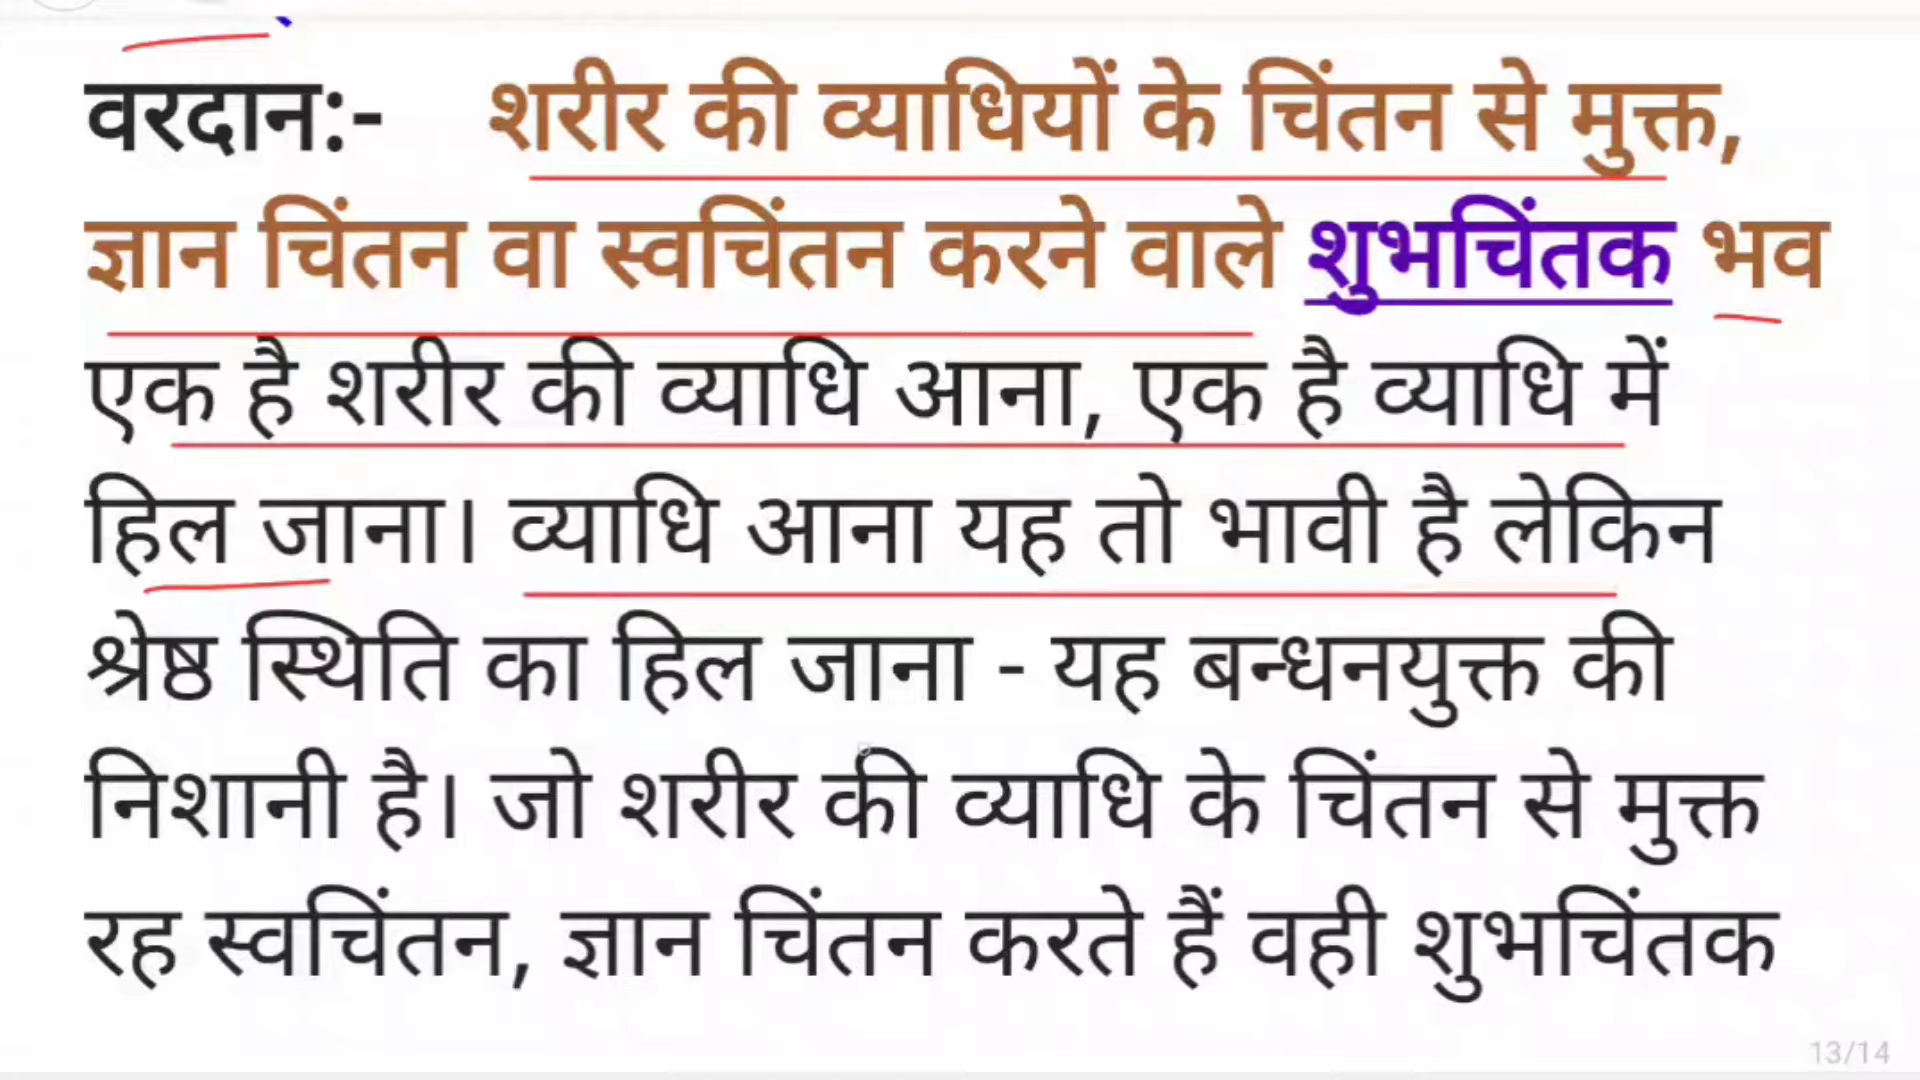 वरदान:- शरीर की व्याधियों के चिंतन से मुक्त,
ज्ञान चिंतन वा स्वचिंतन करने वाले शुभचिंतक भव
एक है शरीर की व्याधि आना, एक है व्याधि में
हिल जाना। व्याधि आना यह तो भावी है लेकिन
श्रेष्ठ स्थिति का हिल जाना - यह बन्धनयुक्त की
निशानी है। जो शरीर की व्याधि के चिंतन से मुक्त
रह स्वचिंतन, ज्ञान चिंतन करते हैं वही शुभचिंतक
13/14